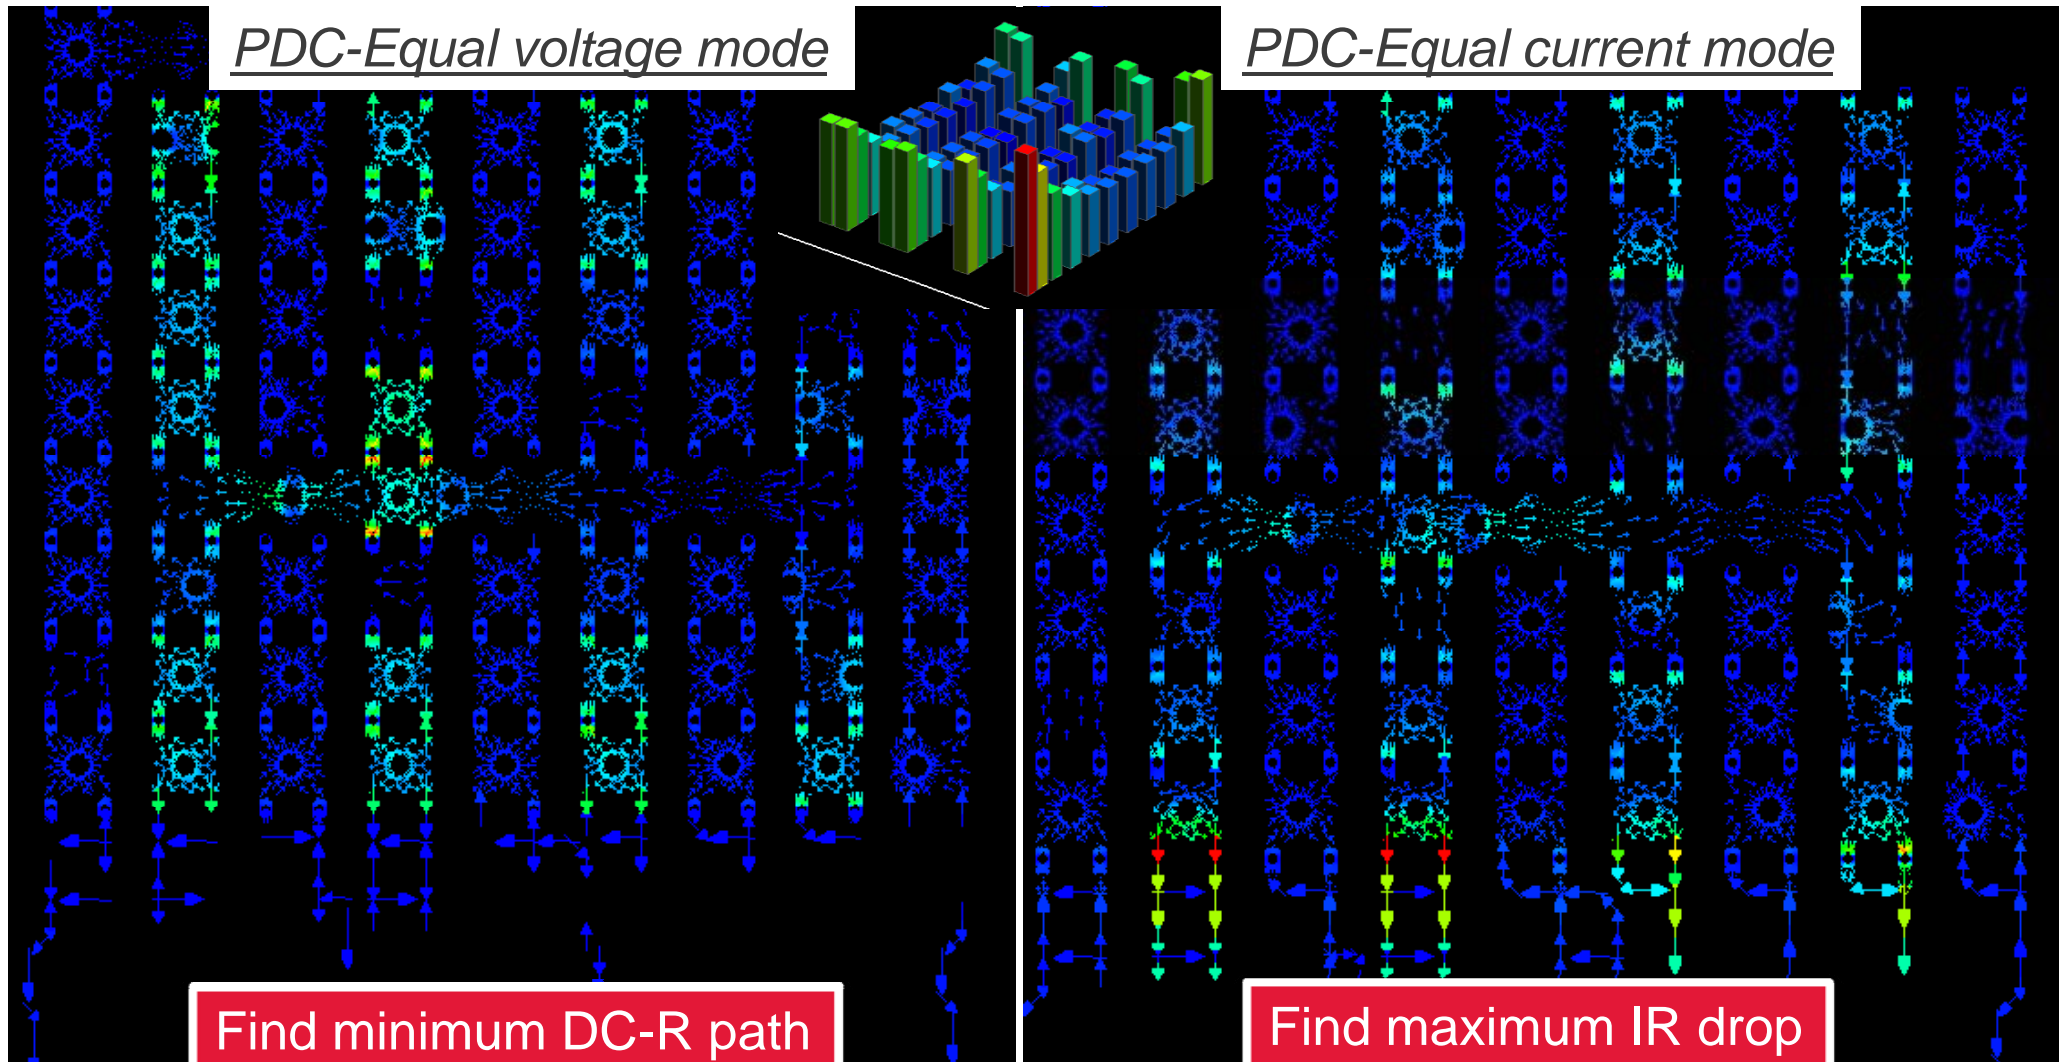 PDC-Equal voltage mode
PDC-Equal current mode
Find minimum DC-R path
Find maximum IR drop